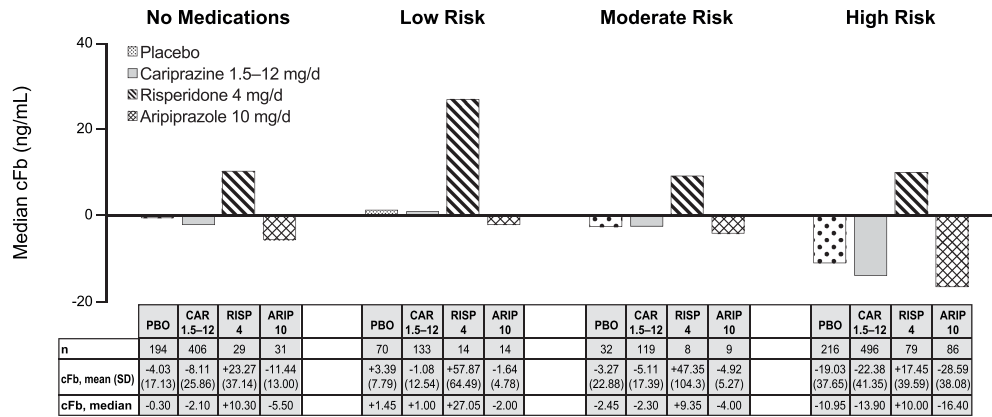 No Medications Low Risk Moderate Risk High Risk
Median cFb (ng/mL)
40
20
0
-20
Placebo
Cariprazine 1.5–12 mg/d
Risperidone 4 mg/d
Aripiprazole 10 mg/d
PBO CAR 1.5–12 RISP 4 ARIP 10 PBO CAR 1.5–12 RISP 4 ARIP 10 PBO CAR 1.5–12 RISP 4 ARIP 10 PBO CAR 1.5–12 RISP 4 ARIP 10
n 194 406 29 31 70 133 14 14 32 119 8 9 216 496 79 86
cFb, mean (SD) -4.03 (17.13) -8.11 (25.86) +23.27 (37.14) -11.44 (13.00) +3.39 (7.79) -1.08 (12.54) +57.87 (64.49) -1.64 (4.78) -3.27 (22.88) -5.11 (17.39) +47.35 (104.3) -4.92 (5.27) -19.03 (37.65) -22.38 (41.35) +17.45 (39.59) -28.59 (38.08)
cFb, median -0.30 -2.10 +10.30 -5.50 +1.45 +1.00 +27.05 -2.00 -2.45 -2.30 +9.35 -4.00 -10.95 -13.90 +10.00 -16.40